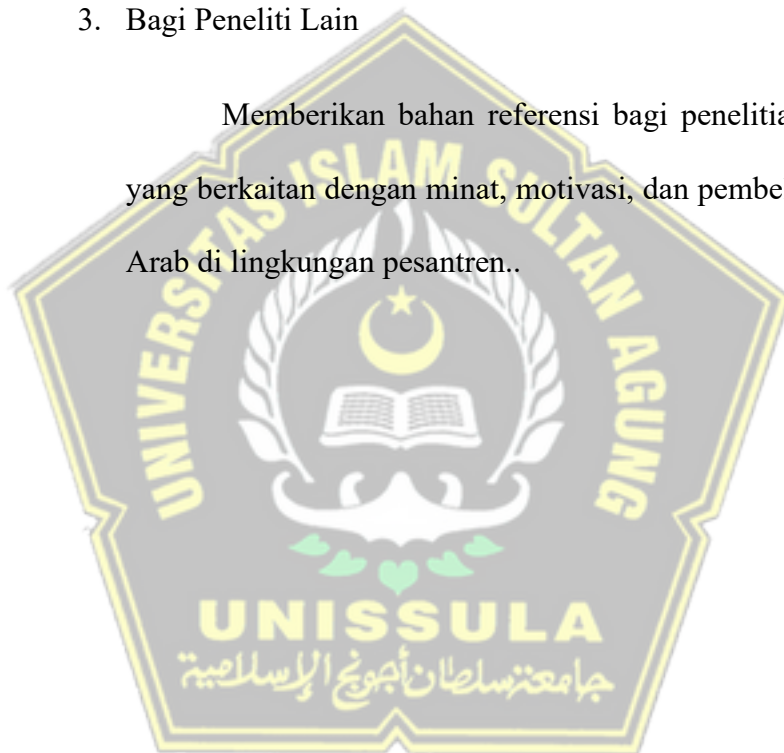 3. Bagi Peneliti Lain
Memberikan bahan referensi bagi penelitia
yang berkaitan dengan minat, motivasi, dan pembe
Arab di lingkungan pesantren..
UNIVERSITAS ISLAM SULTAN AGUNG
UNISSULA
جامعة سلطان أجونج الإسلامية